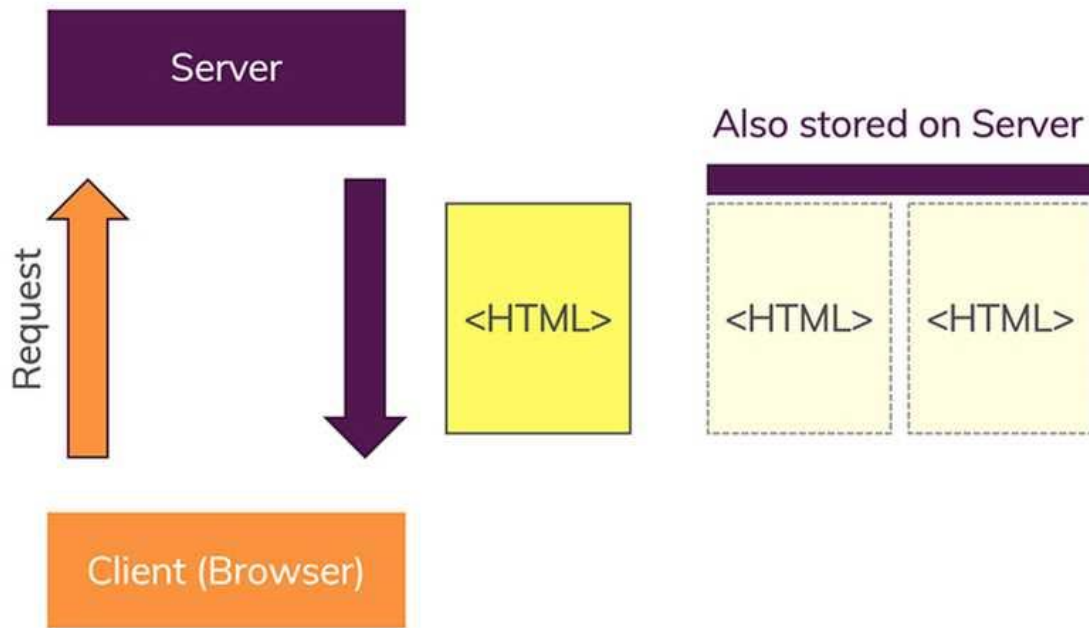 Server
Also stored on Server
Request
<HTML>
<HTML>
<HTML>
Client (Browser)